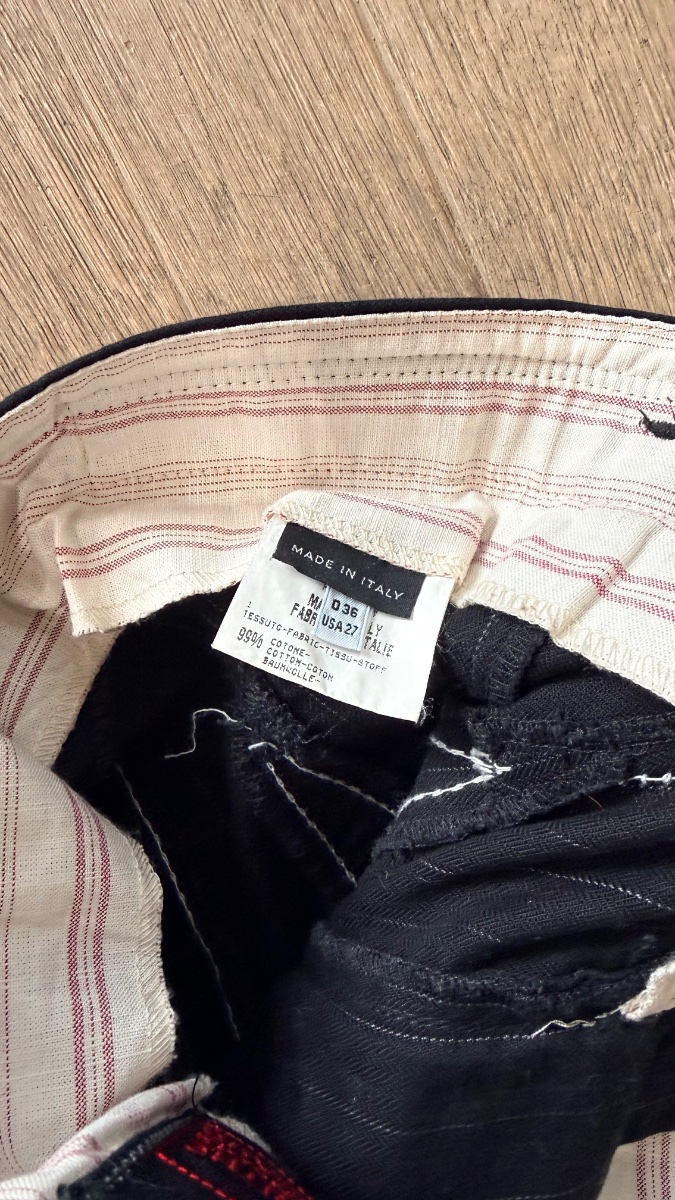 MADE IN ITALY
D 36
USA 27
TESSUTO-FABRIC-TISSU-STOFF
99% COTONE-
COTTON-COTON
BAUMWOLLE-